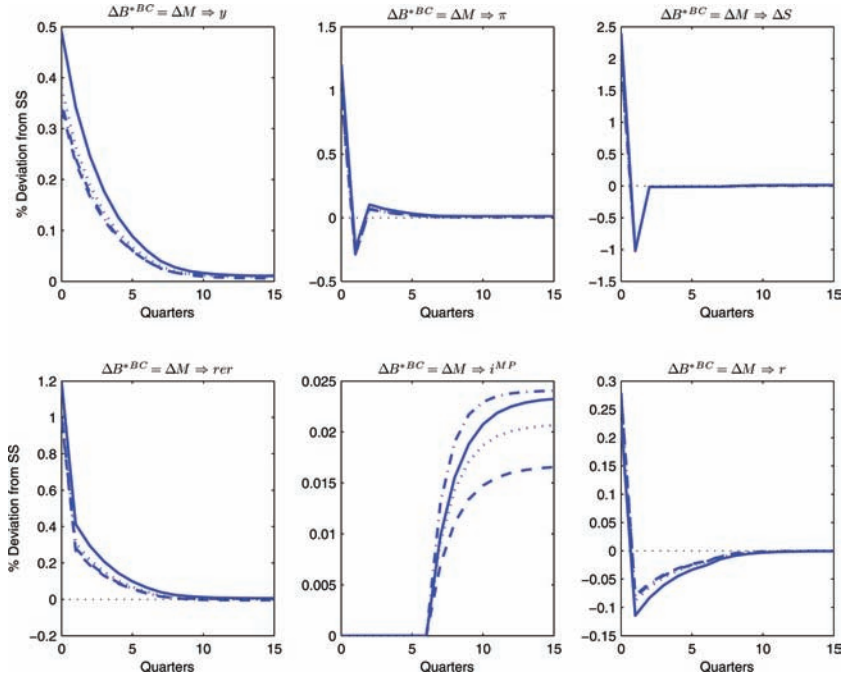 ΔB*ᴮᶜ = ΔM ⇒ y
ΔB*ᴮᶜ = ΔM ⇒ π
ΔB*ᴮᶜ = ΔM ⇒ ΔS
% Deviation from SS
0.5
0.4
0.3
0.2
0.1
0
0 5 10 15
Quarters
1.5
1
0.5
0
−0.5
0 5 10 15
Quarters
2.5
2
1.5
1
0.5
0
−0.5
−1
−1.5
0 5 10 15
Quarters
ΔB*ᴮᶜ = ΔM ⇒ rer
ΔB*ᴮᶜ = ΔM ⇒ iᴹᴾ
ΔB*ᴮᶜ = ΔM ⇒ r
% Deviation from SS
1.2
1
0.8
0.6
0.4
0.2
0
−0.2
0 5 10 15
Quarters
0.025
0.02
0.015
0.01
0.005
0
0 5 10 15
Quarters
0.3
0.25
0.2
0.15
0.1
0.05
0
−0.05
−0.1
−0.15
0 5 10 15
Quarters